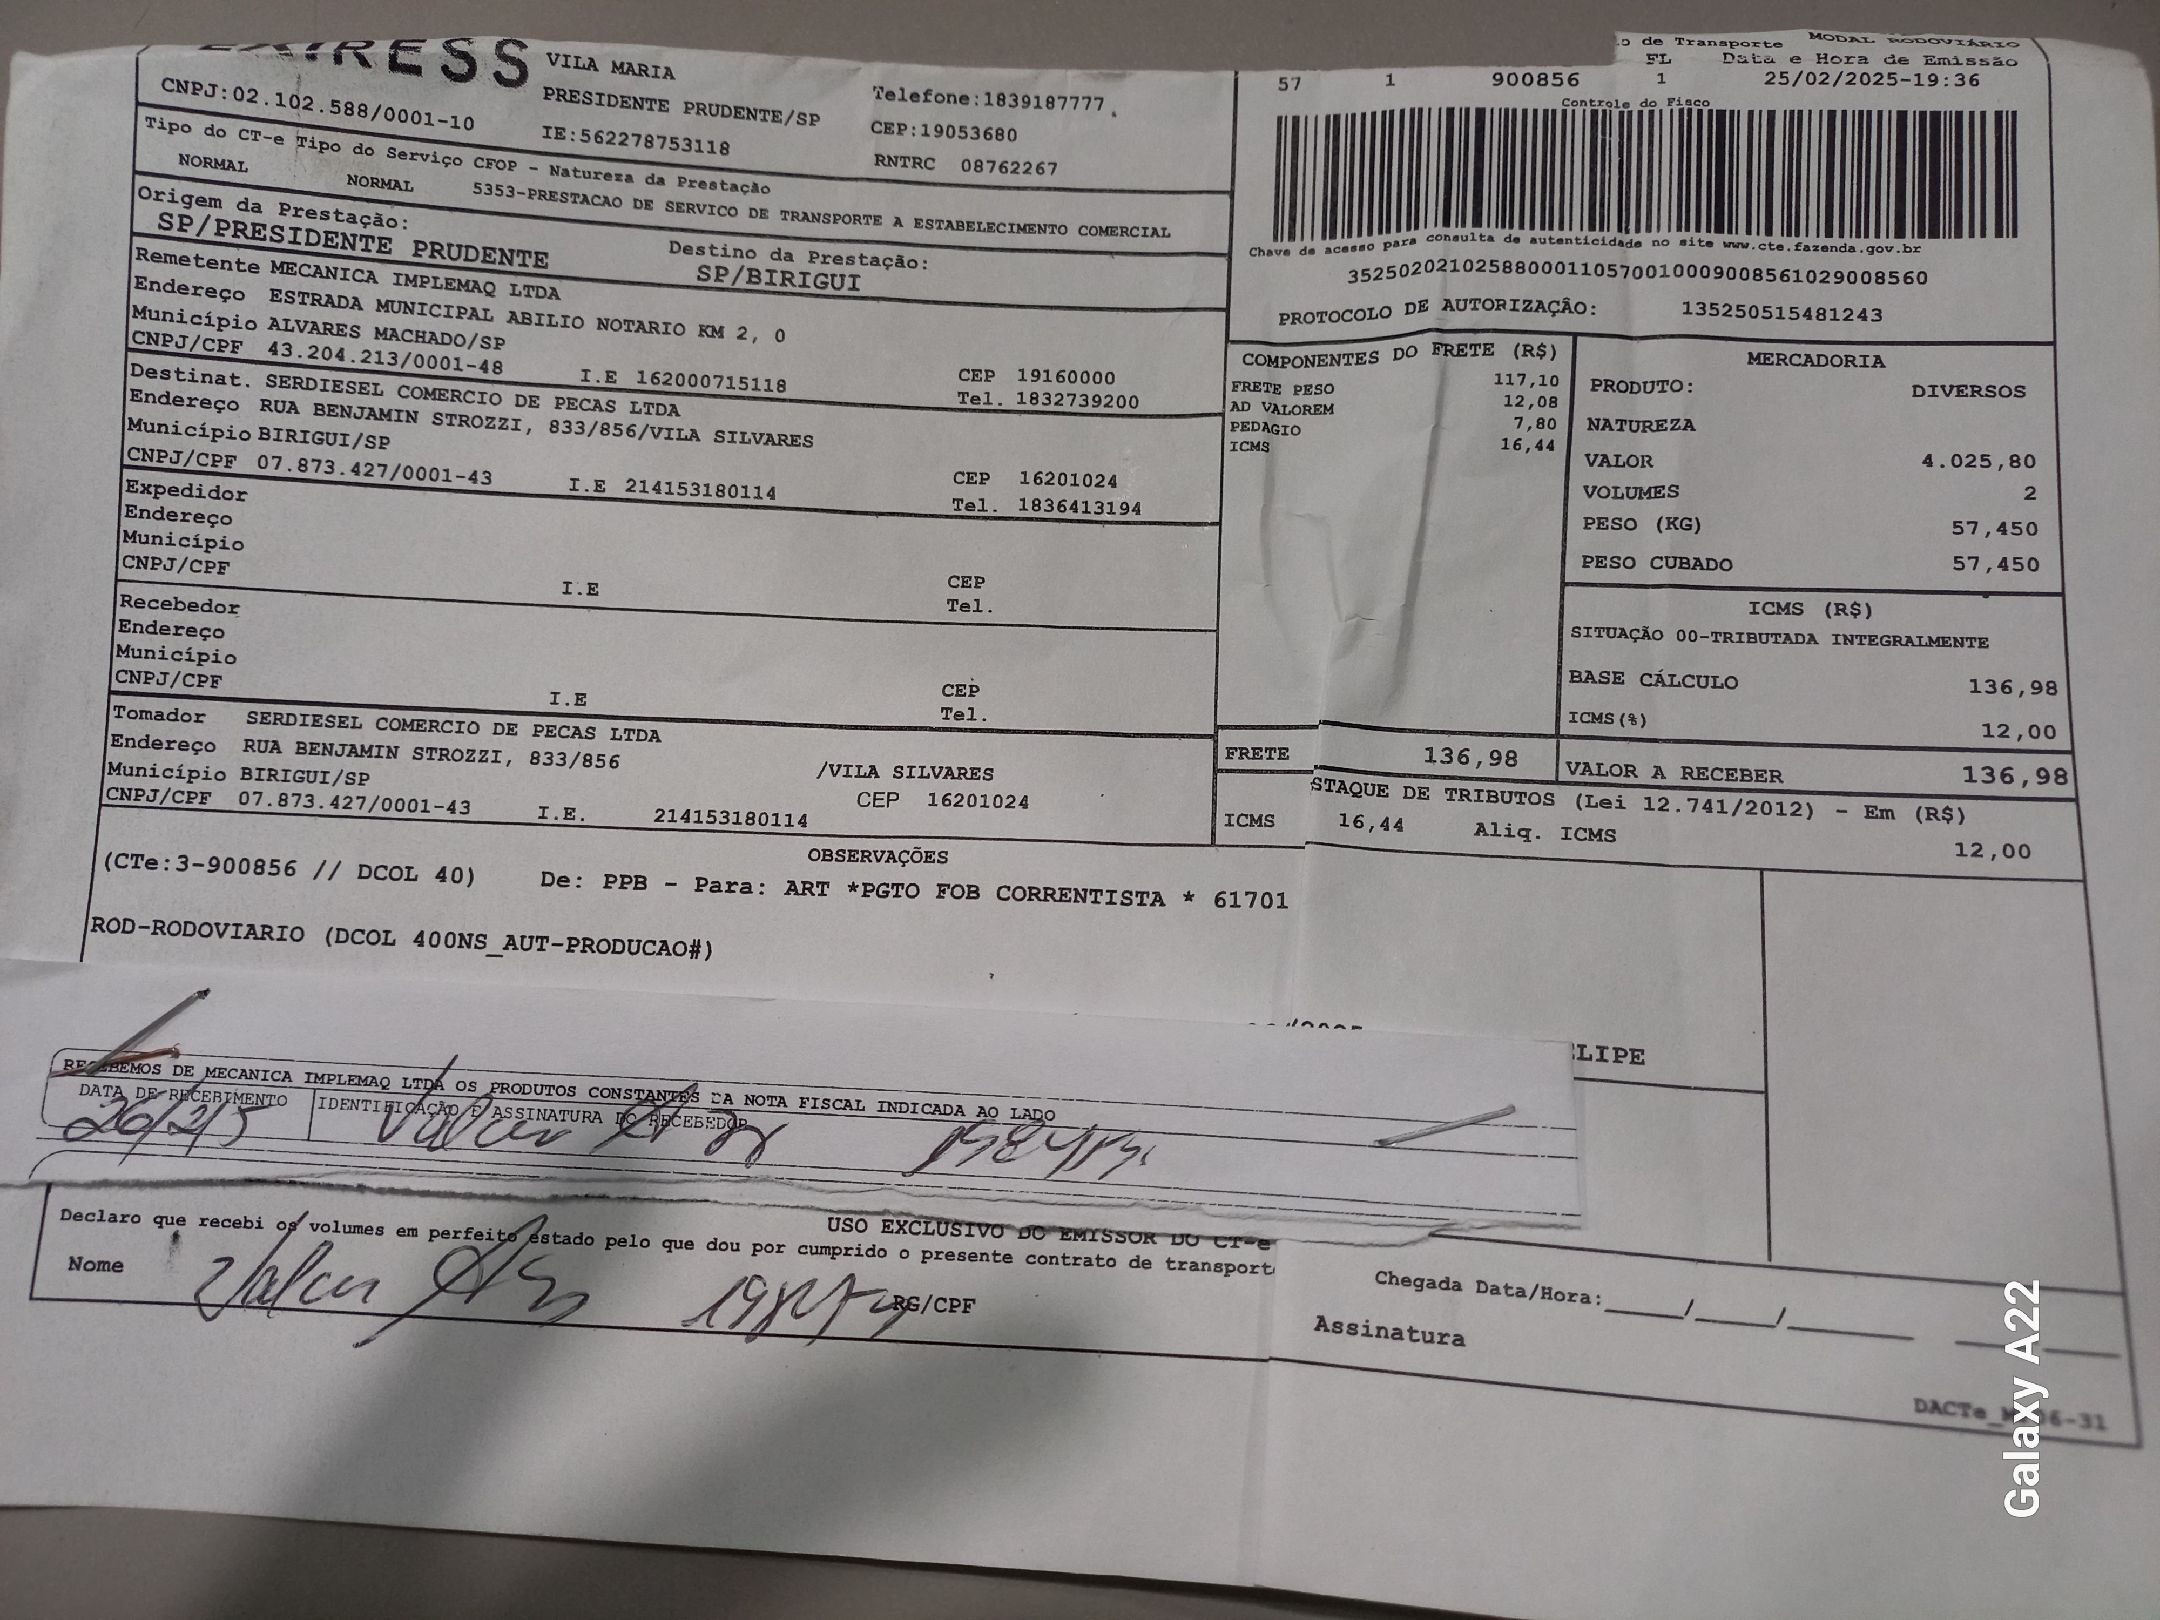 EXPRESS
VILA MARIA
PRESIDENTE PRUDENTE/SP
Telefone:1839187777
CNPJ:02.102.588/0001-10
IE:562278753118
CEP:19053680
RNTRC 08762267
Tipo do CT-e Tipo do Serviço CFOP - Natureza da Prestação
NORMAL NORMAL 5353-PRESTACAO DE SERVICO DE TRANSPORTE A ESTABELECIMENTO COMERCIAL
Origem da Prestação:
SP/PRESIDENTE PRUDENTE
Destino da Prestação:
SP/BIRIGUI
Remetente MECANICA IMPLEMAQ LTDA
Endereço ESTRADA MUNICIPAL ABILIO NOTARIO KM 2, 0
Município ALVARES MACHADO/SP
CEP 19160000
CNPJ/CPF 43.204.213/0001-48 I.E 162000715118 Tel. 1832739200
Destinat. SERDIESEL COMERCIO DE PECAS LTDA
Endereço RUA BENJAMIN STROZZI, 833/856/VILA SILVARES
Município BIRIGUI/SP
CEP 16201024
CNPJ/CPF 07.873.427/0001-43 I.E 214153180114 Tel. 1836413194
Expedidor
Endereço
Município CEP
CNPJ/CPF I.E Tel.
Recebedor
Endereço
Município CEP
CNPJ/CPF I.E Tel.
Tomador SERDIESEL COMERCIO DE PECAS LTDA
Endereço RUA BENJAMIN STROZZI, 833/856 /VILA SILVARES
Município BIRIGUI/SP CEP 16201024
CNPJ/CPF 07.873.427/0001-43 I.E. 214153180114
o de Transporte MODAL RODOVIÁRIO
FL Data e Hora de Emissão
57 1 900856 1 25/02/2025-19:36
Controle do Fisco
Chave de acesso para consulta de autenticidade no site www.cte.fazenda.gov.br
35250202102588000110570010009008561029008560
PROTOCOLO DE AUTORIZAÇÃO: 135250515481243
COMPONENTES DO FRETE (R$)
FRETE PESO 117,10
AD VALOREM 12,08
PEDAGIO 7,80
ICMS 16,44
MERCADORIA
PRODUTO: DIVERSOS
NATUREZA
VALOR 4.025,80
VOLUMES 2
PESO (KG) 57,450
PESO CUBADO 57,450
ICMS (R$)
SITUAÇÃO 00-TRIBUTADA INTEGRALMENTE
BASE CÁLCULO 136,98
ICMS(%) 12,00
FRETE 136,98 VALOR A RECEBER 136,98
STAQUE DE TRIBUTOS (Lei 12.741/2012) - Em (R$)
ICMS 16,44 Aliq. ICMS 12,00
OBSERVAÇÕES
(CTe:3-900856 // DCOL 40) De: PPB - Para: ART *PGTO FOB CORRENTISTA * 61701
ROD-RODOVIARIO (DCOL 400NS_AUT-PRODUCAO#)
LIPE
RECEBEMOS DE MECANICA IMPLEMAQ LTDA OS PRODUTOS CONSTANTES DA NOTA FISCAL INDICADA AO LADO
DATA DE RECEBIMENTO IDENTIFICAÇÃO E ASSINATURA DO RECEBEDOR
USO EXCLUSIVO DO EMISSOR DO CT-e
Declaro que recebi os volumes em perfeito estado pelo que dou por cumprido o presente contrato de transport
Nome RG/CPF
Chegada Data/Hora:____/____/____
Assinatura
Galaxy A22